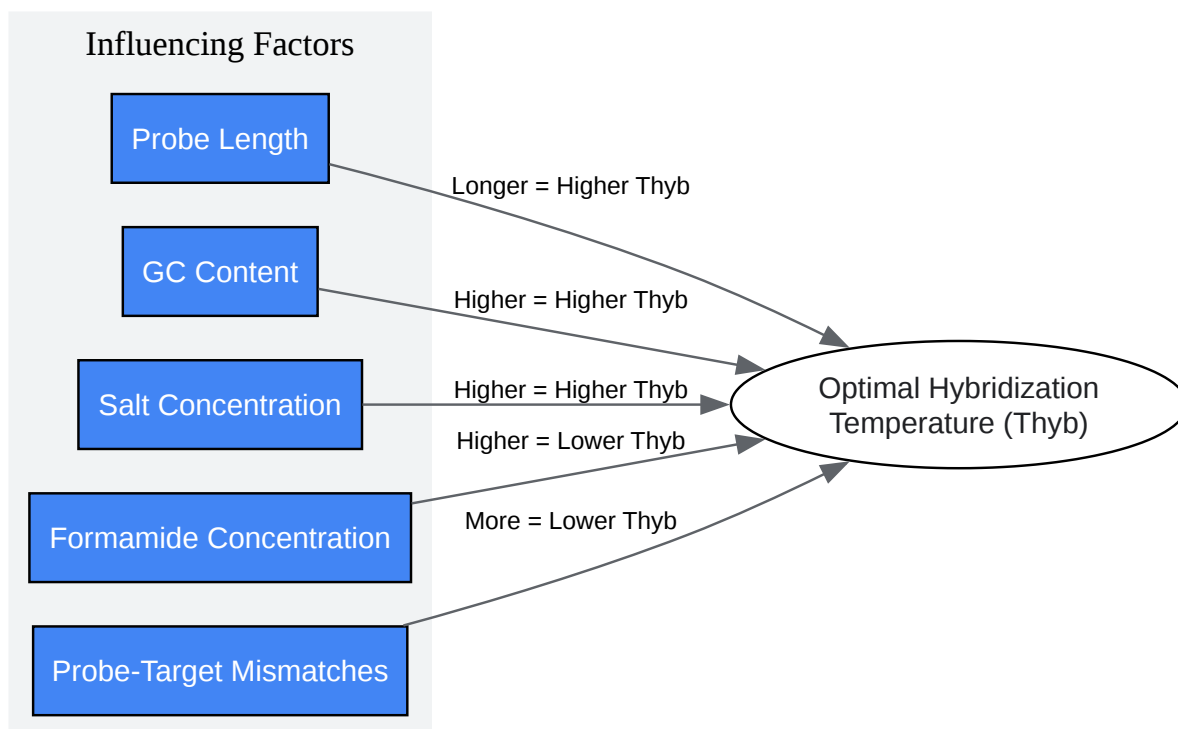 Influencing Factors
Probe Length
Longer = Higher Thyb
GC Content
Higher = Higher Thyb
Salt Concentration
Higher = Higher Thyb
Optimal Hybridization
Temperature (Thyb)
Higher = Lower Thyb
Formamide Concentration
More = Lower Thyb
Probe-Target Mismatches